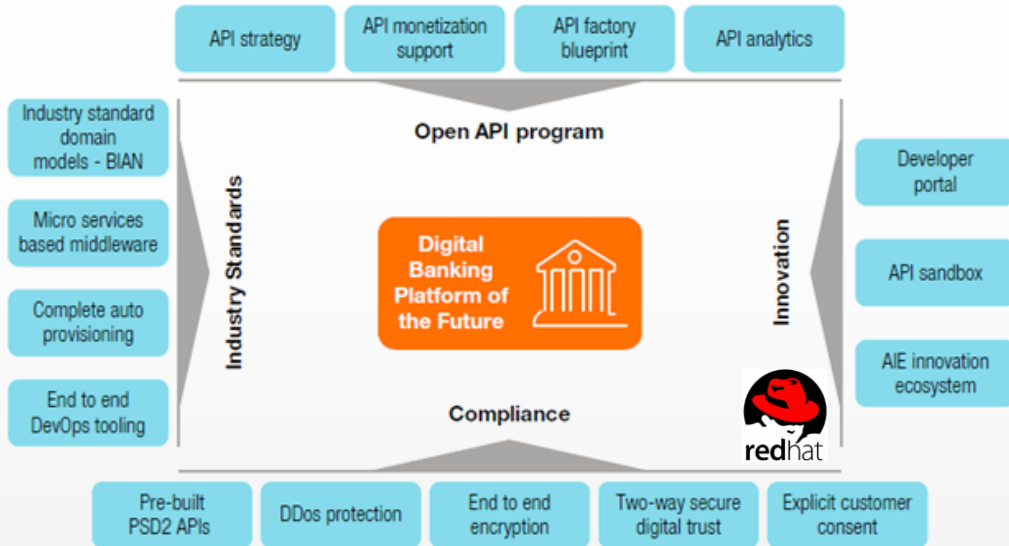 API strategy
API monetization
support
API factory
blueprint
API analytics
Open API program
Industry standard
domain
models - BIAN
Micro services
based middleware
Complete auto
provisioning
End to end
DevOps tooling
Industry Standards
Digital
Banking
Platform of
the Future
Innovation
Developer
portal
API sandbox
AIE innovation
ecosystem
redhat
Compliance
Pre-built
PSD2 APIs
DDos protection
End to end
encryption
Two-way secure
digital trust
Explicit customer
consent